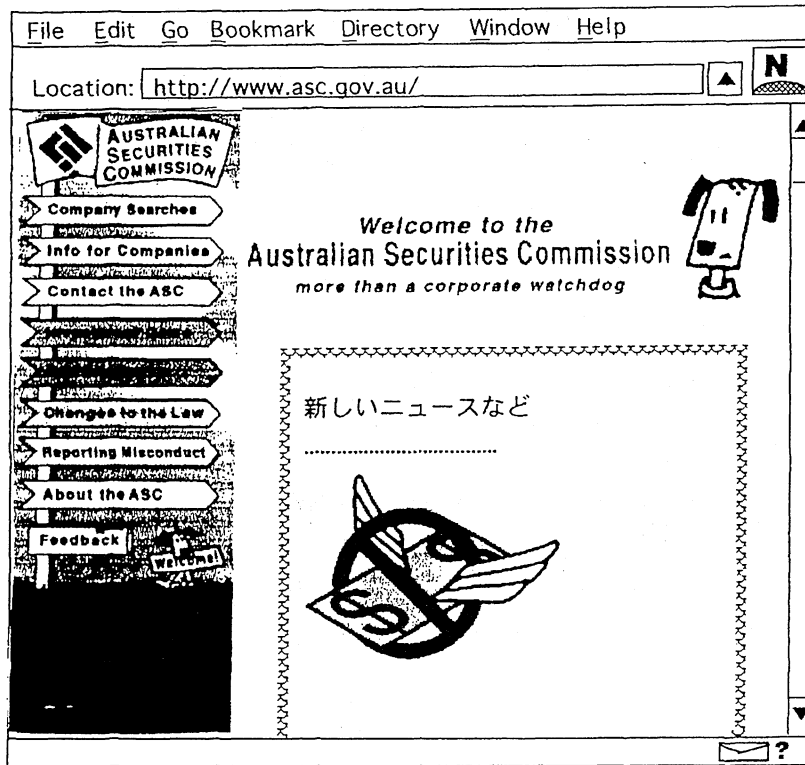 File Edit Go Bookmark Directory Window Help
Location: http://www.asc.gov.au/
N
AUSTRALIAN
SECURITIES
COMMISSION
Company Searches
Info for Companies
Contact the ASC
Changes to the Law
Reporting Misconduct
About the ASC
Feedback
Welcome!
Welcome to the
Australian Securities Commission
more than a corporate watchdog
新しいニュースなど
$ $
?